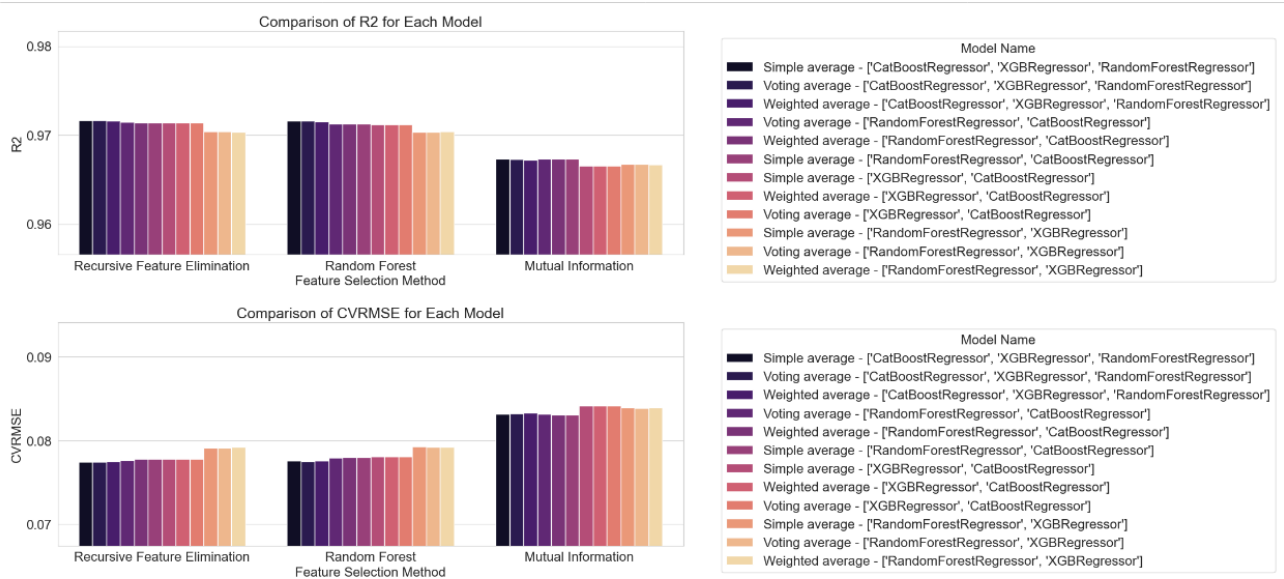 Comparison of R2 for Each Model
0.98
0.97
0.96
R2
Recursive Feature Elimination
Random Forest
Mutual Information
Feature Selection Method
Model Name
Simple average - ['CatBoostRegressor', 'XGBRegressor', 'RandomForestRegressor']
Voting average - ['CatBoostRegressor', 'XGBRegressor', 'RandomForestRegressor']
Weighted average - ['CatBoostRegressor', 'XGBRegressor', 'RandomForestRegressor']
Voting average - ['RandomForestRegressor', 'CatBoostRegressor']
Weighted average - ['RandomForestRegressor', 'CatBoostRegressor']
Simple average - ['RandomForestRegressor', 'CatBoostRegressor']
Simple average - ['XGBRegressor', 'CatBoostRegressor']
Weighted average - ['XGBRegressor', 'CatBoostRegressor']
Voting average - ['XGBRegressor', 'CatBoostRegressor']
Simple average - ['RandomForestRegressor', 'XGBRegressor']
Voting average - ['RandomForestRegressor', 'XGBRegressor']
Weighted average - ['RandomForestRegressor', 'XGBRegressor']
Comparison of CVRMSE for Each Model
0.09
0.08
0.07
CVRMSE
Recursive Feature Elimination
Random Forest
Mutual Information
Feature Selection Method
Model Name
Simple average - ['CatBoostRegressor', 'XGBRegressor', 'RandomForestRegressor']
Voting average - ['CatBoostRegressor', 'XGBRegressor', 'RandomForestRegressor']
Weighted average - ['CatBoostRegressor', 'XGBRegressor', 'RandomForestRegressor']
Voting average - ['RandomForestRegressor', 'CatBoostRegressor']
Weighted average - ['RandomForestRegressor', 'CatBoostRegressor']
Simple average - ['RandomForestRegressor', 'CatBoostRegressor']
Simple average - ['XGBRegressor', 'CatBoostRegressor']
Weighted average - ['XGBRegressor', 'CatBoostRegressor']
Voting average - ['XGBRegressor', 'CatBoostRegressor']
Simple average - ['RandomForestRegressor', 'XGBRegressor']
Voting average - ['RandomForestRegressor', 'XGBRegressor']
Weighted average - ['RandomForestRegressor', 'XGBRegressor']